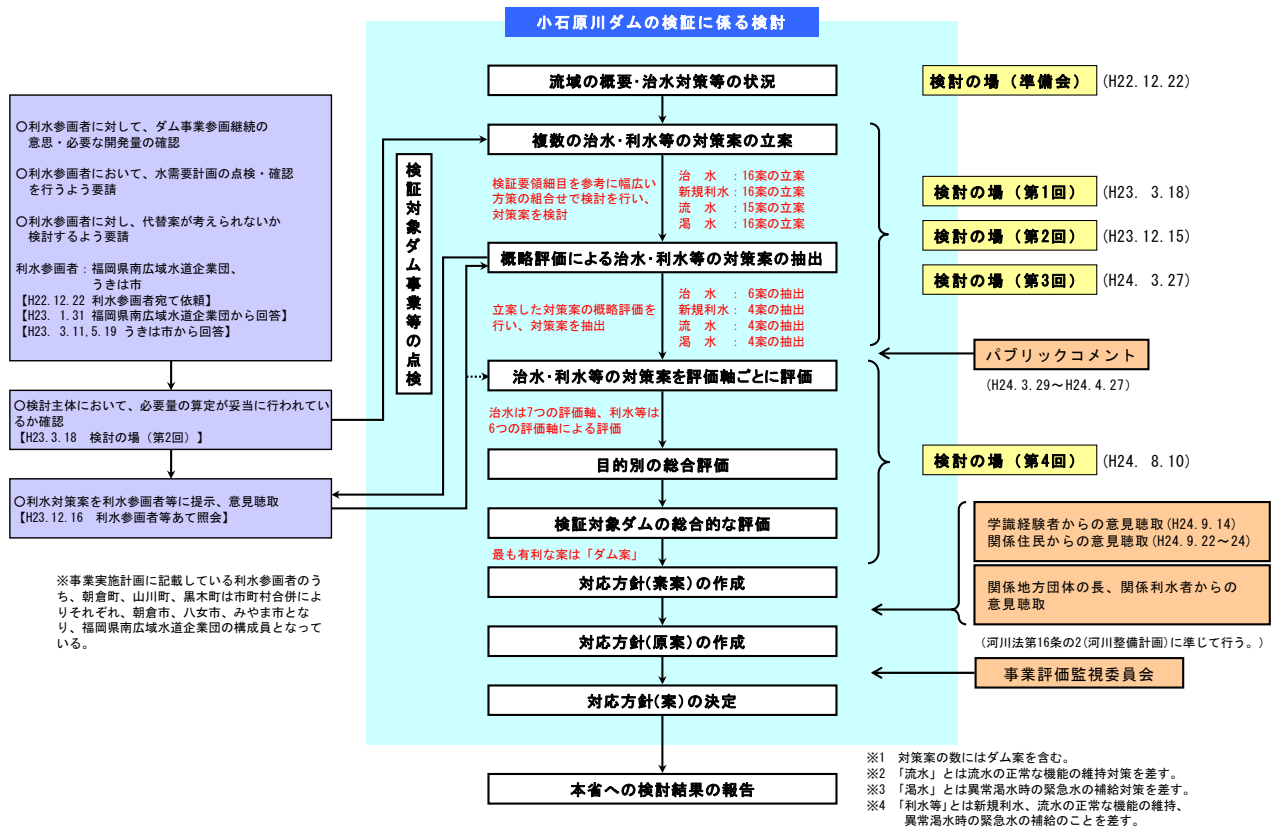 小石原川ダムの検証に係る検討
流域の概要・治水対策等の状況
検討の場（準備会）
(H22.12.22)
○利水参画者に対して、ダム事業参画継続の
意思・必要な開発量の確認
○利水参画者において、水需要計画の点検・確認
を行うよう要請
○利水参画者に対し、代替案が考えられないか
検討するよう要請
利水参画者：福岡県南広域水道企業団、
うきは市
【H22.12.22 利水参画者宛て依頼】
【H23. 1.31 福岡県南広域水道企業団から回答】
【H23. 3.11,5.19 うきは市から回答】
○検討主体において、必要量の算定が妥当に行われてい
るか確認
【H23.3.18 検討の場（第2回）】
○利水対策案を利水参画者等に提示、意見聴取
【H23.12.16 利水参画者等あて照会】
※事業実施計画に記載している利水参画者のう
ち、朝倉町、山川町、黒木町は市町村合併によ
りそれぞれ、朝倉市、八女市、みやま市とな
り、福岡県南広域水道企業団の構成員となって
いる。
検証対象ダム事業等の点検
複数の治水・利水等の対策案の立案
検証要領細目を参考に幅広い
方策の組合せで検討を行い、
対策案を検討
治　水　：16案の立案
新規利水：16案の立案
流　水　：15案の立案
渇　水　：16案の立案
概略評価による治水・利水等の対策案の抽出
立案した対策案の概略評価を
行い、対策案を抽出
治　水　： 6案の抽出
新規利水： 4案の抽出
流　水　： 4案の抽出
渇　水　： 4案の抽出
治水・利水等の対策案を評価軸ごとに評価
治水は7つの評価軸、利水等は
6つの評価軸による評価
目的別の総合評価
検証対象ダムの総合的な評価
最も有利な案は「ダム案」
対応方針(素案)の作成
対応方針(原案)の作成
対応方針(案)の決定
本省への検討結果の報告
検討の場（第1回）
(H23. 3.18)
検討の場（第2回）
(H23.12.15)
検討の場（第3回）
(H24. 3.27)
パブリックコメント
(H24.3.29～H24.4.27)
検討の場（第4回）
(H24. 8.10)
学識経験者からの意見聴取(H24.9.14)
関係住民からの意見聴取(H24.9.22～24)
関係地方団体の長、関係利水者からの
意見聴取
(河川法第16条の2(河川整備計画)に準じて行う。)
事業評価監視委員会
※1　対策案の数にはダム案を含む。
※2　「流水」とは流水の正常な機能の維持対策を差す。
※3　「渇水」とは異常渇水時の緊急水の補給対策を差す。
※4　「利水等」とは新規利水、流水の正常な機能の維持、
異常渇水時の緊急水の補給のことを差す。